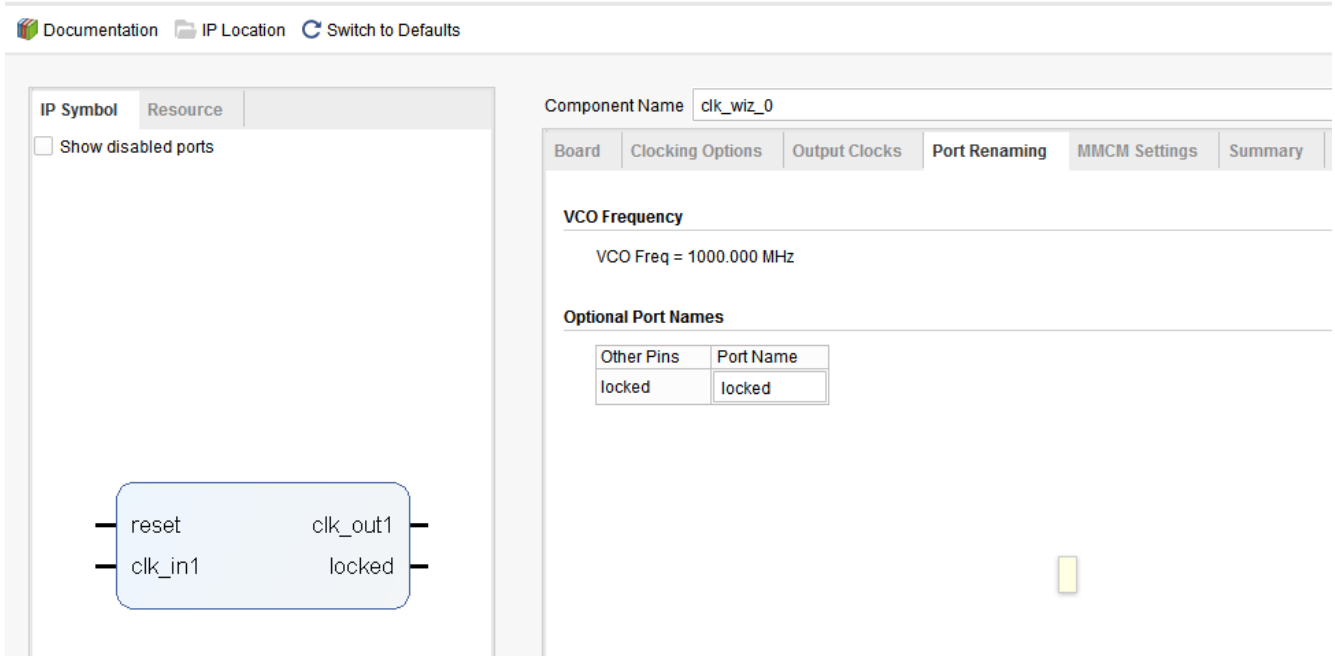 Documentation IP Location Switch to Defaults
IP Symbol Resource
Show disabled ports
reset clk_out1
clk_in1 locked
Component Name clk_wiz_0
Board Clocking Options Output Clocks Port Renaming MMCM Settings Summary
VCO Frequency
VCO Freq = 1000.000 MHz
Optional Port Names
Other Pins Port Name
locked locked